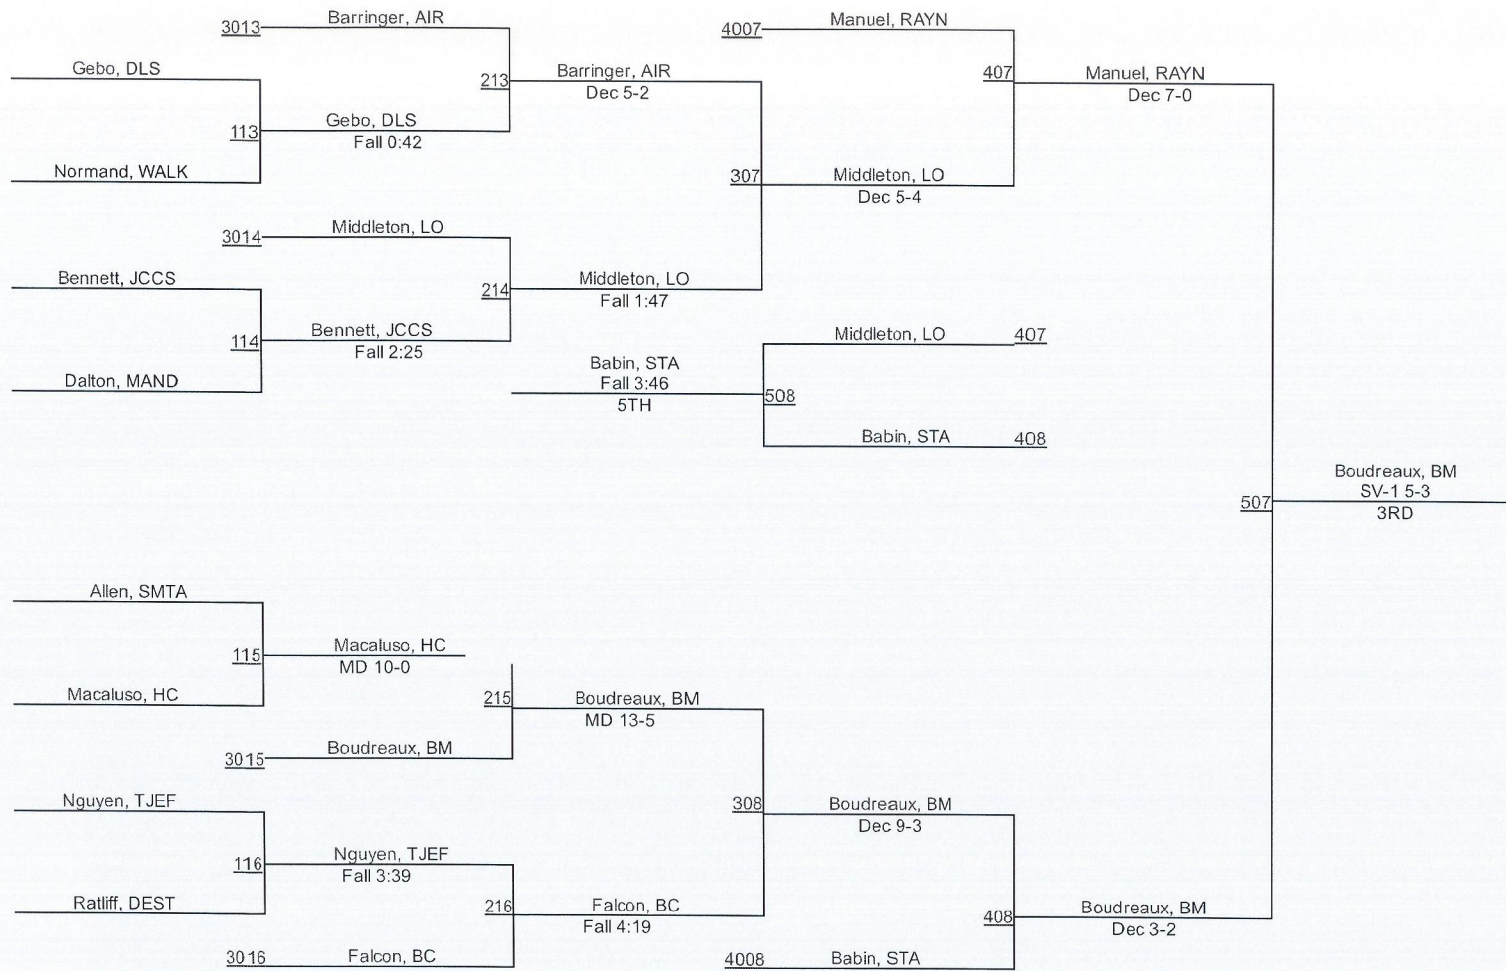 3013 Barringer, AIR
4007 Manuel, RAYN
Gebo, DLS
213 Barringer, AIR
Dec 5-2
407 Manuel, RAYN
Dec 7-0
113 Gebo, DLS
Fall 0:42
Normand, WALK
307 Middleton, LO
Dec 5-4
3014 Middleton, LO
Bennett, JCCS
214 Middleton, LO
Fall 1:47
114 Bennett, JCCS
Fall 2:25
Middleton, LO 407
Dalton, MAND
Babin, STA
Fall 3:46
5TH
508
Babin, STA 408
507 Boudreaux, BM
SV-1 5-3
3RD
Allen, SMTA
115 Macaluso, HC
MD 10-0
Macaluso, HC
215 Boudreaux, BM
MD 13-5
3015 Boudreaux, BM
Nguyen, TJEF
308 Boudreaux, BM
Dec 9-3
116 Nguyen, TJEF
Fall 3:39
Ratliff, DEST
216 Falcon, BC
Fall 4:19
408 Boudreaux, BM
Dec 3-2
3016 Falcon, BC
4008 Babin, STA